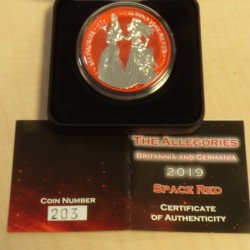 The Allegories
Britannia and Germania
2019
Space Red
Certificate
of Authenticity
Coin Number
203